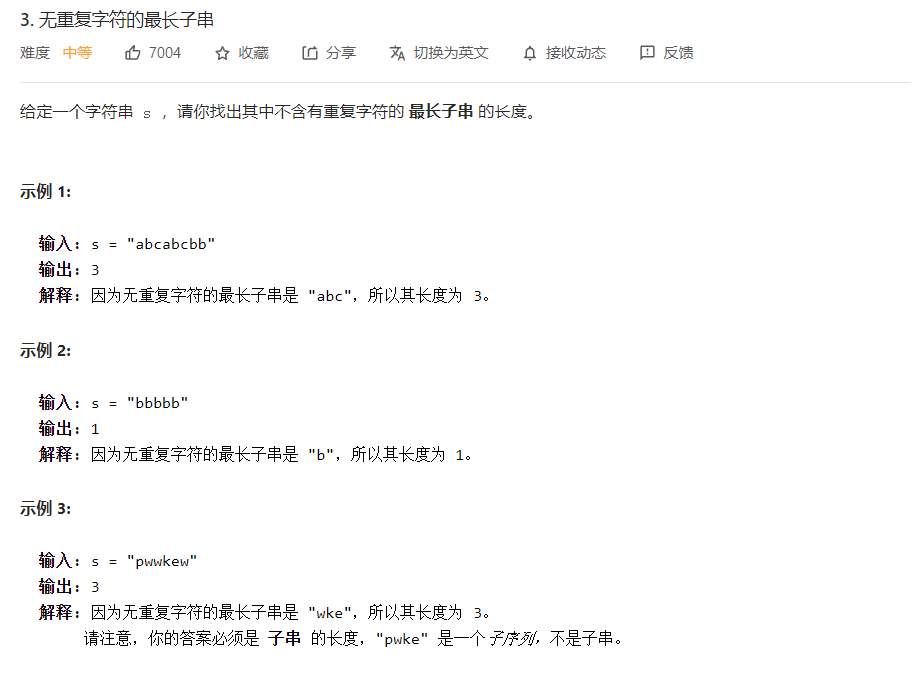 3. 无重复字符的最长子串
难度 中等 7004 收藏 分享 切换为英文 接收动态 反馈
给定一个字符串 s ，请你找出其中不含有重复字符的 最长子串 的长度。
示例 1:
输入: s = "abcabcbb"
输出: 3
解释: 因为无重复字符的最长子串是 "abc"，所以其长度为 3。
示例 2:
输入: s = "bbbbb"
输出: 1
解释: 因为无重复字符的最长子串是 "b"，所以其长度为 1。
示例 3:
输入: s = "pwwkew"
输出: 3
解释: 因为无重复字符的最长子串是 "wke"，所以其长度为 3。
请注意，你的答案必须是 子串 的长度，"pwke" 是一个子序列，不是子串。